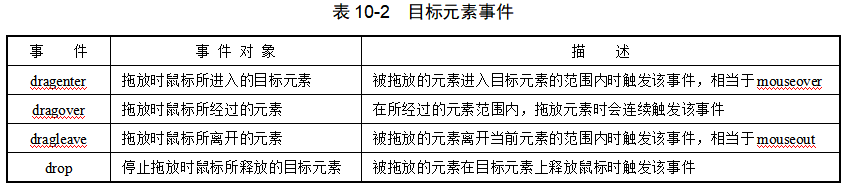 表 10-2 目标元素事件
事 件 事 件 对 象 描 述
dragenter 拖放时鼠标所进入的目标元素 被拖放的元素进入目标元素的范围内时触发该事件，相当于 mouseover
dragover 拖放时鼠标所经过的元素 在所经过的元素范围内，拖放元素时会连续触发该事件
dragleave 拖放时鼠标所离开的元素 被拖放的元素离开当前元素的范围内时触发该事件，相当于 mouseout
drop 停止拖放时鼠标所释放的目标元素 被拖放的元素在目标元素上释放鼠标时触发该事件